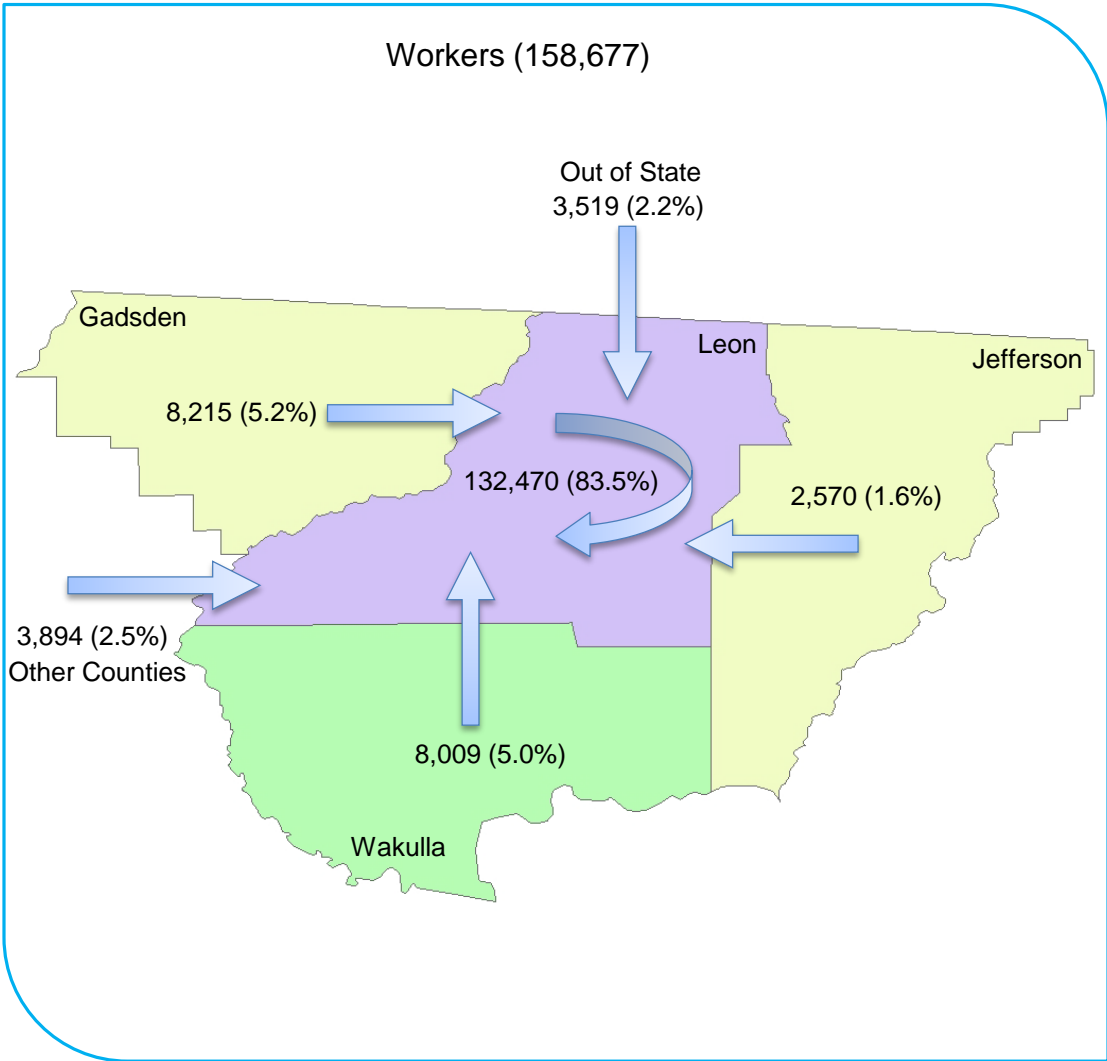 Workers (158,677)
Out of State
3,519 (2.2%)
Gadsden
Leon
Jefferson
8,215 (5.2%)
132,470 (83.5%)
2,570 (1.6%)
3,894 (2.5%)
Other Counties
8,009 (5.0%)
Wakulla